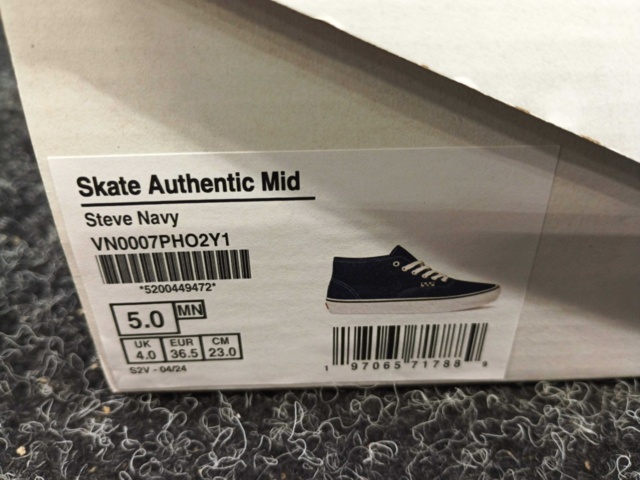 Skate Authentic Mid
Steve Navy
VN0007PHO2Y1
*5200449472*
5.0 MN
UK EUR CM
4.0 36.5 23.0
S2V - 04/24
1 97065 71788 9